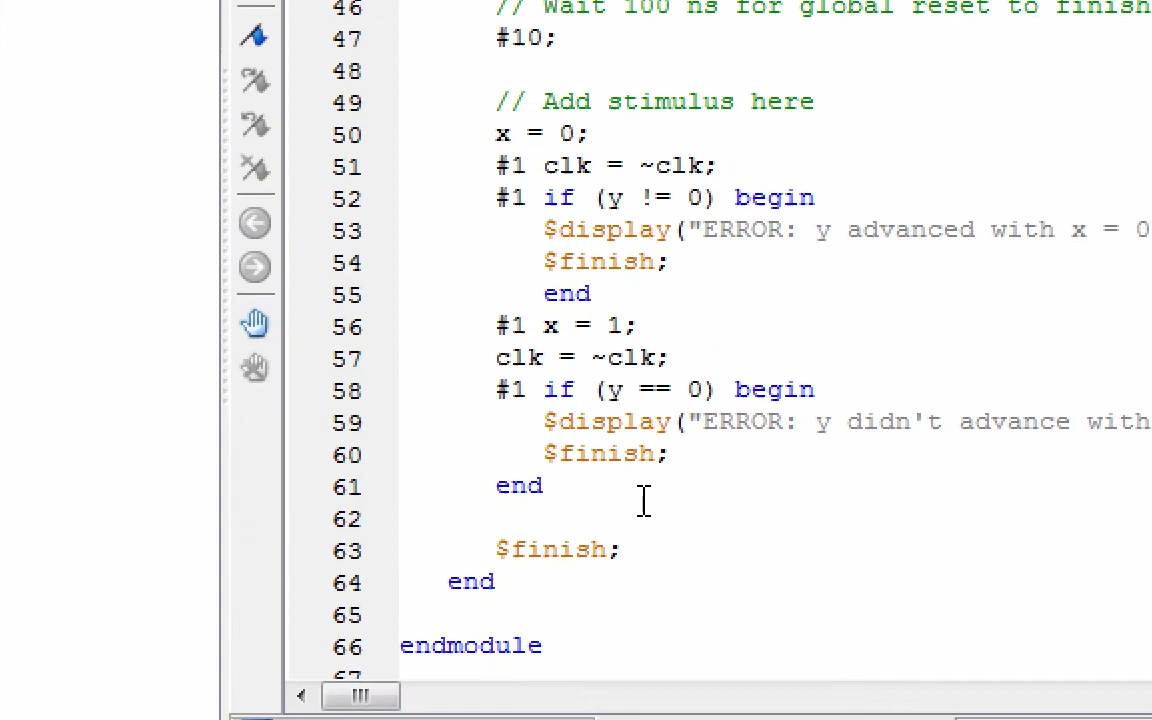 46 // Wait 100 ns for global reset to finish
47 #10;
48
49 // Add stimulus here
50 x = 0;
51 #1 clk = ~clk;
52 #1 if (y != 0) begin
53 $display("ERROR: y advanced with x = 0
54 $finish;
55 end
56 #1 x = 1;
57 clk = ~clk;
58 #1 if (y == 0) begin
59 $display("ERROR: y didn't advance with
60 $finish;
61 end
62
63 $finish;
64 end
65
66 endmodule
67